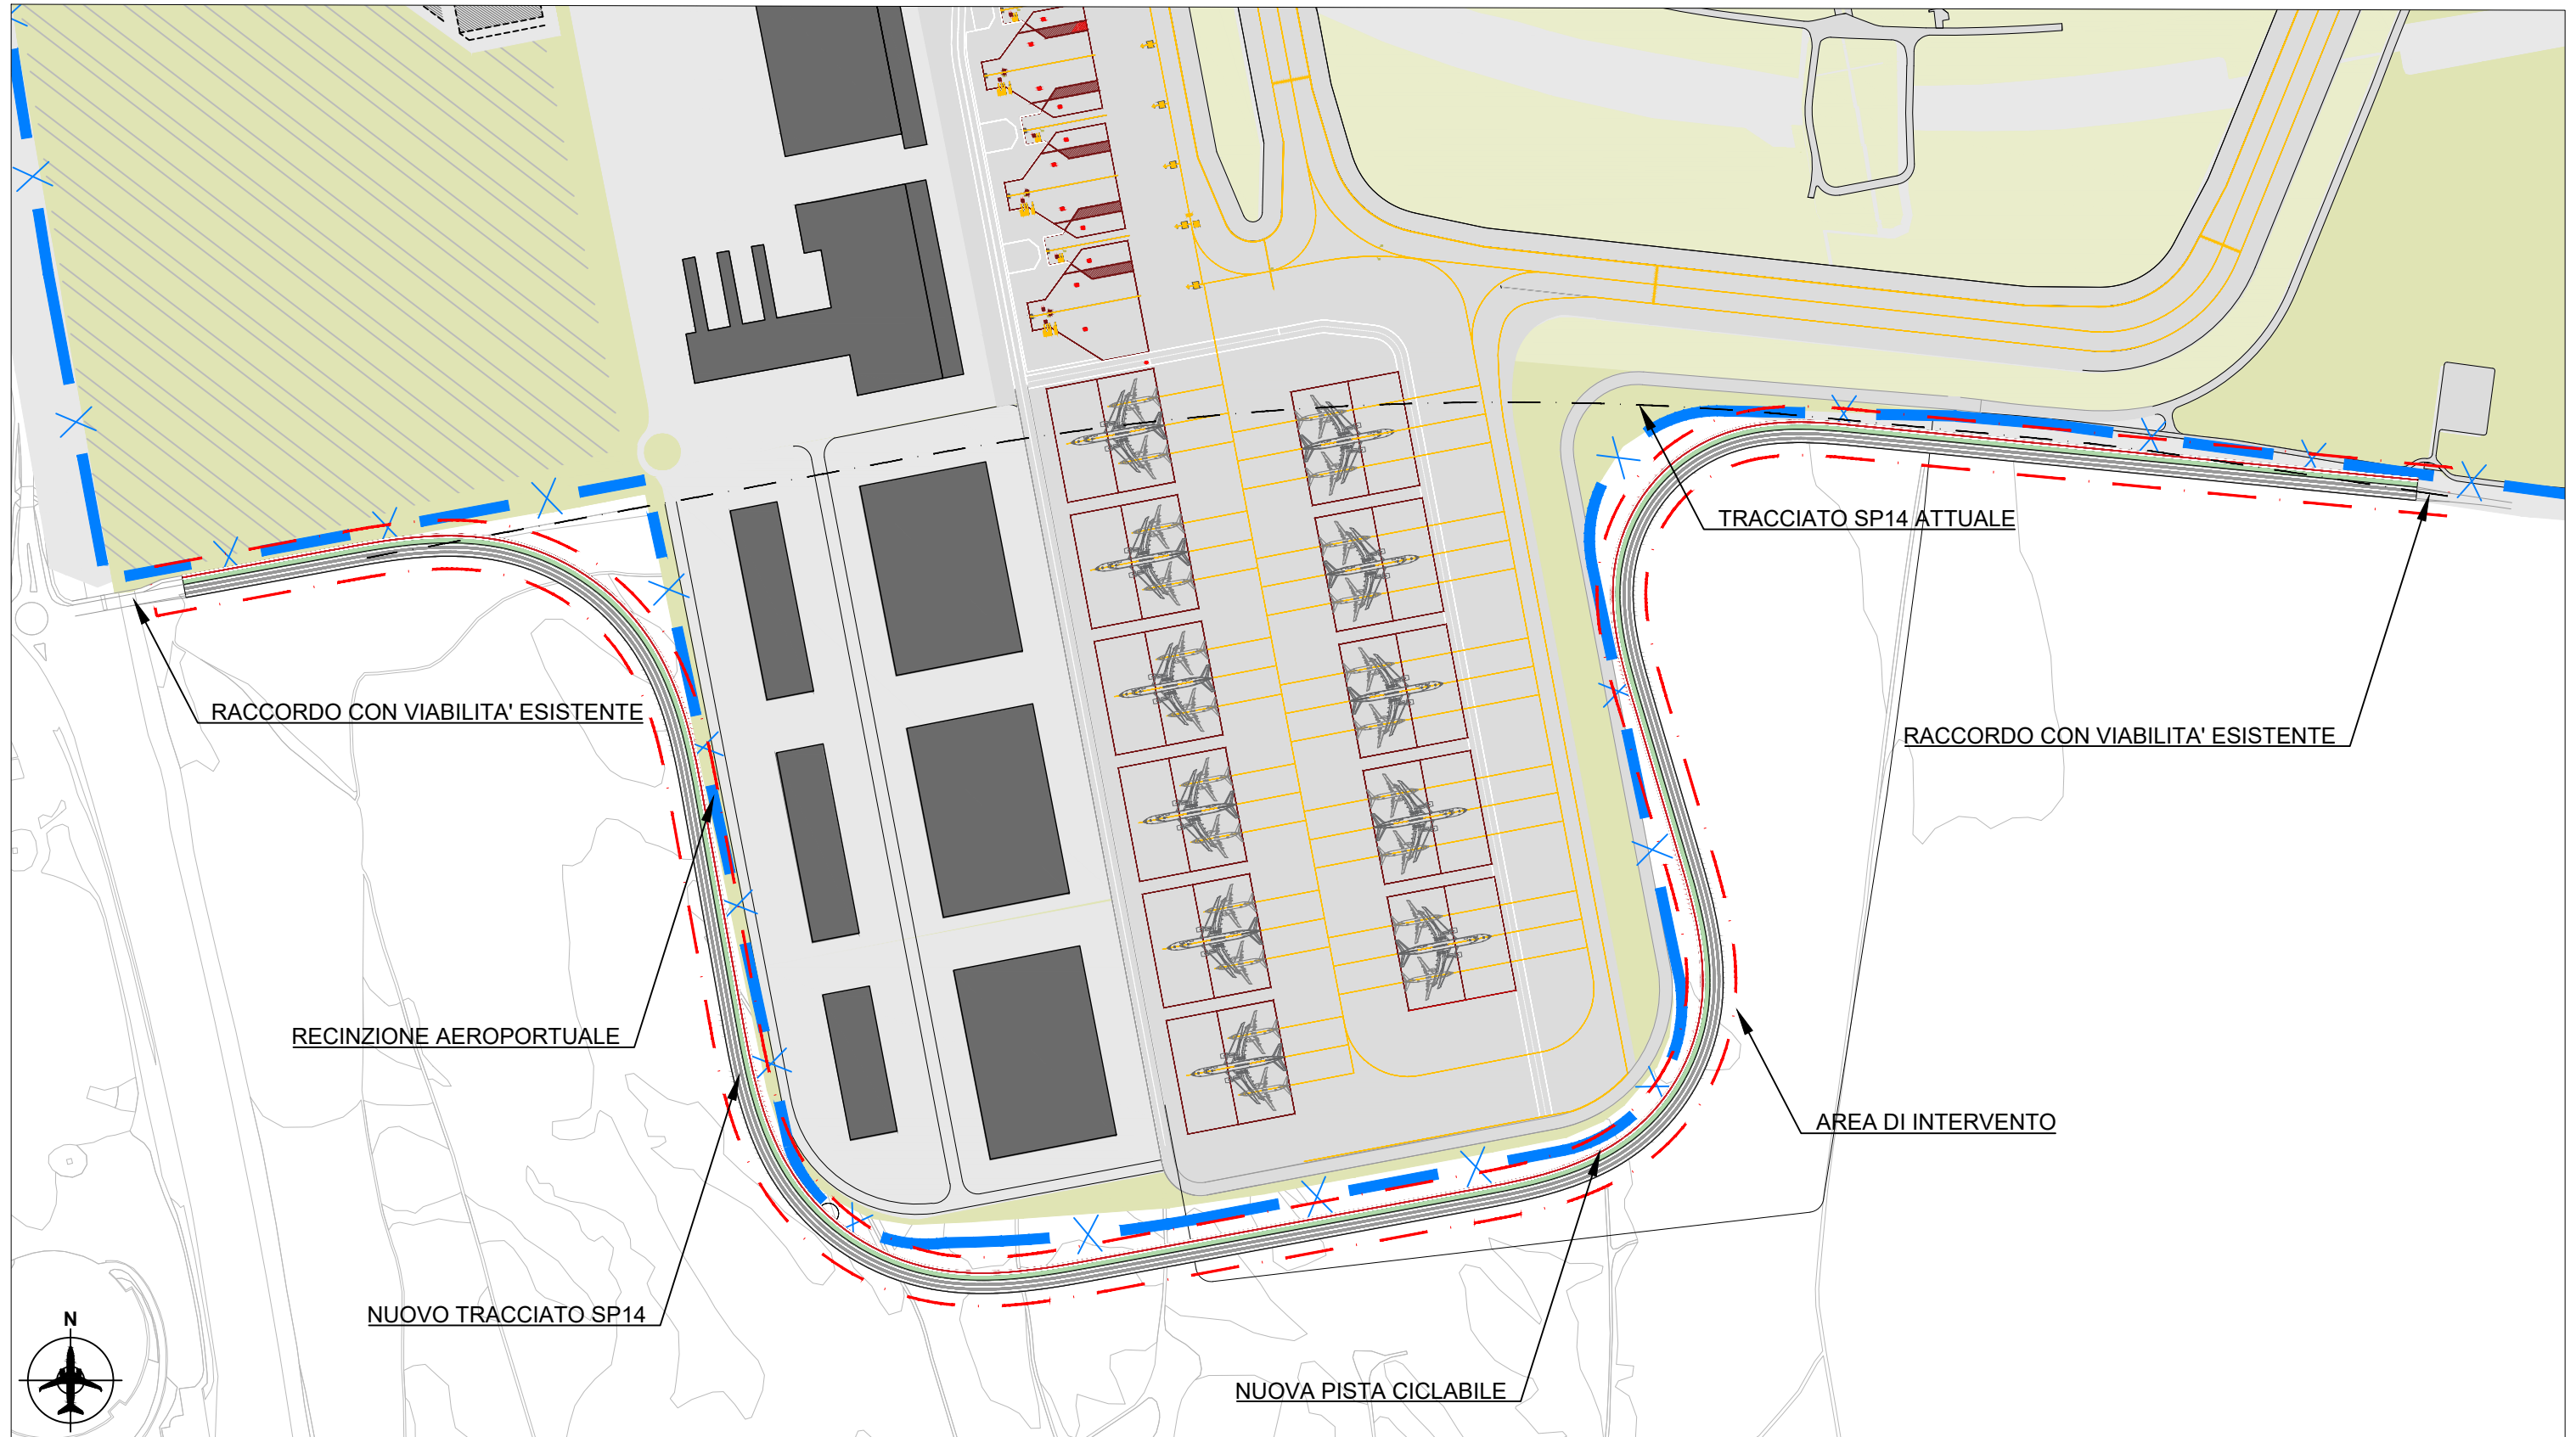 TRACCIATO SP14 ATTUALE
RACCORDO CON VIABILITA' ESISTENTE
RACCORDO CON VIABILITA' ESISTENTE
RECINZIONE AEROPORTUALE
AREA DI INTERVENTO
NUOVO TRACCIATO SP14
N
NUOVA PISTA CICLABILE